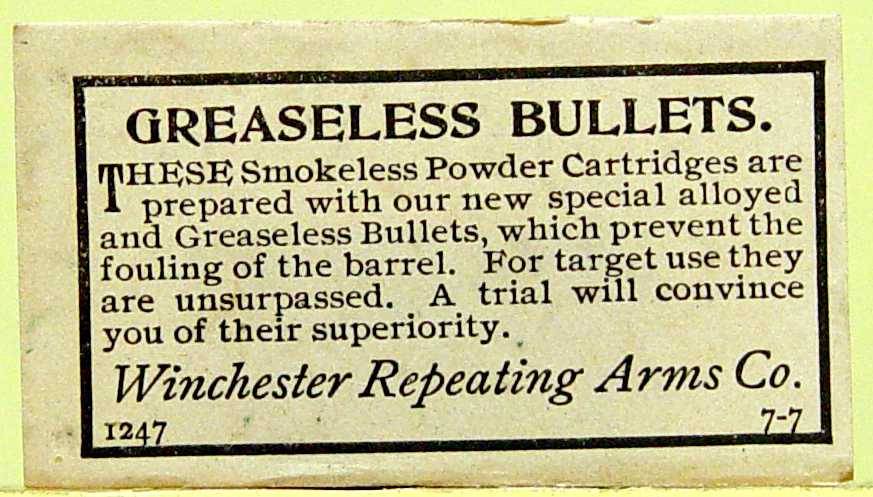 GREASELESS BULLETS.
THESE Smokeless Powder Cartridges are
prepared with our new special alloyed
and Greaseless Bullets, which prevent the
fouling of the barrel. For target use they
are unsurpassed. A trial will convince
you of their superiority.
Winchester Repeating Arms Co.
1247 7-7